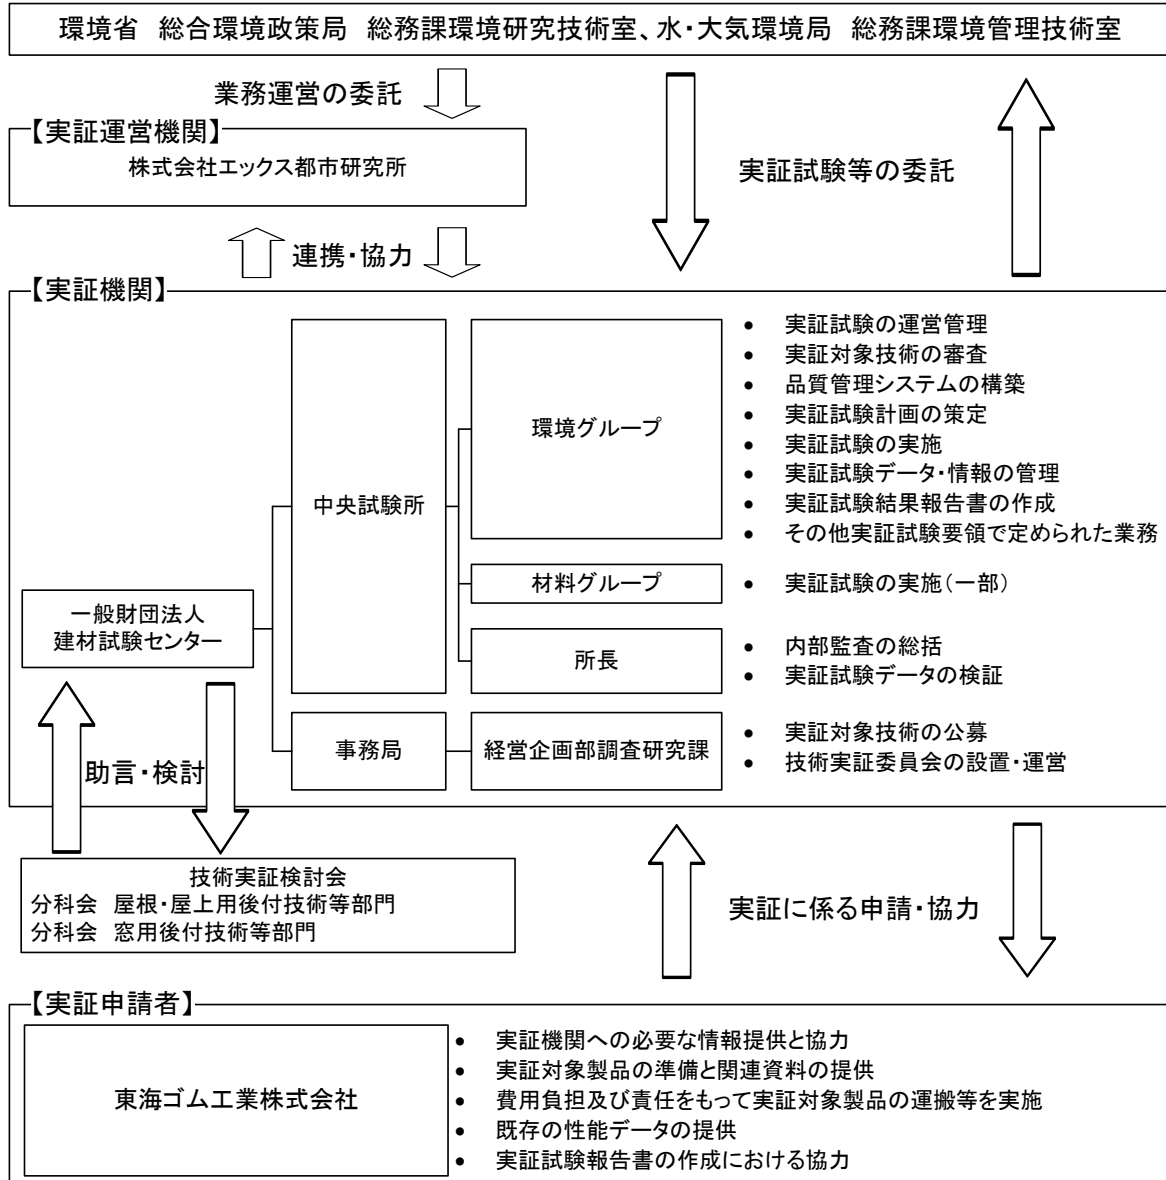 環境省 総合環境政策局 総務課環境研究技術室、水・大気環境局 総務課環境管理技術室
業務運営の委託
【実証運営機関】
株式会社エックス都市研究所
実証試験等の委託
連携・協力
【実証機関】
一般財団法人
建材試験センター
中央試験所
環境グループ
• 実証試験の運営管理
• 実証対象技術の審査
• 品質管理システムの構築
• 実証試験計画の策定
• 実証試験の実施
• 実証試験データ・情報の管理
• 実証試験結果報告書の作成
• その他実証試験要領で定められた業務
材料グループ
• 実証試験の実施(一部)
所長
• 内部監査の総括
• 実証試験データの検証
事務局
経営企画部調査研究課
• 実証対象技術の公募
• 技術実証委員会の設置・運営
助言・検討
技術実証検討会
分科会 屋根・屋上用後付技術等部門
分科会 窓用後付技術等部門
実証に係る申請・協力
【実証申請者】
東海ゴム工業株式会社
• 実証機関への必要な情報提供と協力
• 実証対象製品の準備と関連資料の提供
• 費用負担及び責任をもって実証対象製品の運搬等を実施
• 既存の性能データの提供
• 実証試験報告書の作成における協力